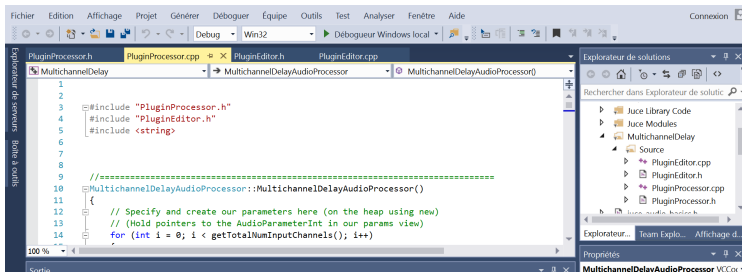 Fichier Edition Affichage Projet Générer Déboguer Équipe Outils Test Analyser Fenêtre Aide Connexion
Debug Win32 Débogueur Windows local
Explorateur de serveurs
Boîte à outils
PluginProcessor.h PluginProcessor.cpp PluginEditor.h PluginEditor.cpp
MultichannelDelay MultichannelDelayAudioProcessor MultichannelDelayAudioProcessor()
1
2
3 #include "PluginProcessor.h"
4 #include "PluginEditor.h"
5 #include <string>
6
7
8
9 //==============================================================================
10 MultichannelDelayAudioProcessor::MultichannelDelayAudioProcessor()
11 {
12 // Specify and create our parameters here (on the heap using new)
13 // (Hold pointers to the AudioParameterInt in our params view)
14 for (int i = 0; i < getTotalNumInputChannels(); i++)
100 %
Sortie
Explorateur de solutions
Rechercher dans Explorateur de solutic
Juce Library Code
Juce Modules
MultichannelDelay
Source
PluginEditor.cpp
PluginEditor.h
PluginProcessor.cpp
PluginProcessor.h
Explorateur... Team Explo... Affichage d...
Propriétés
MultichannelDelayAudioProcessor